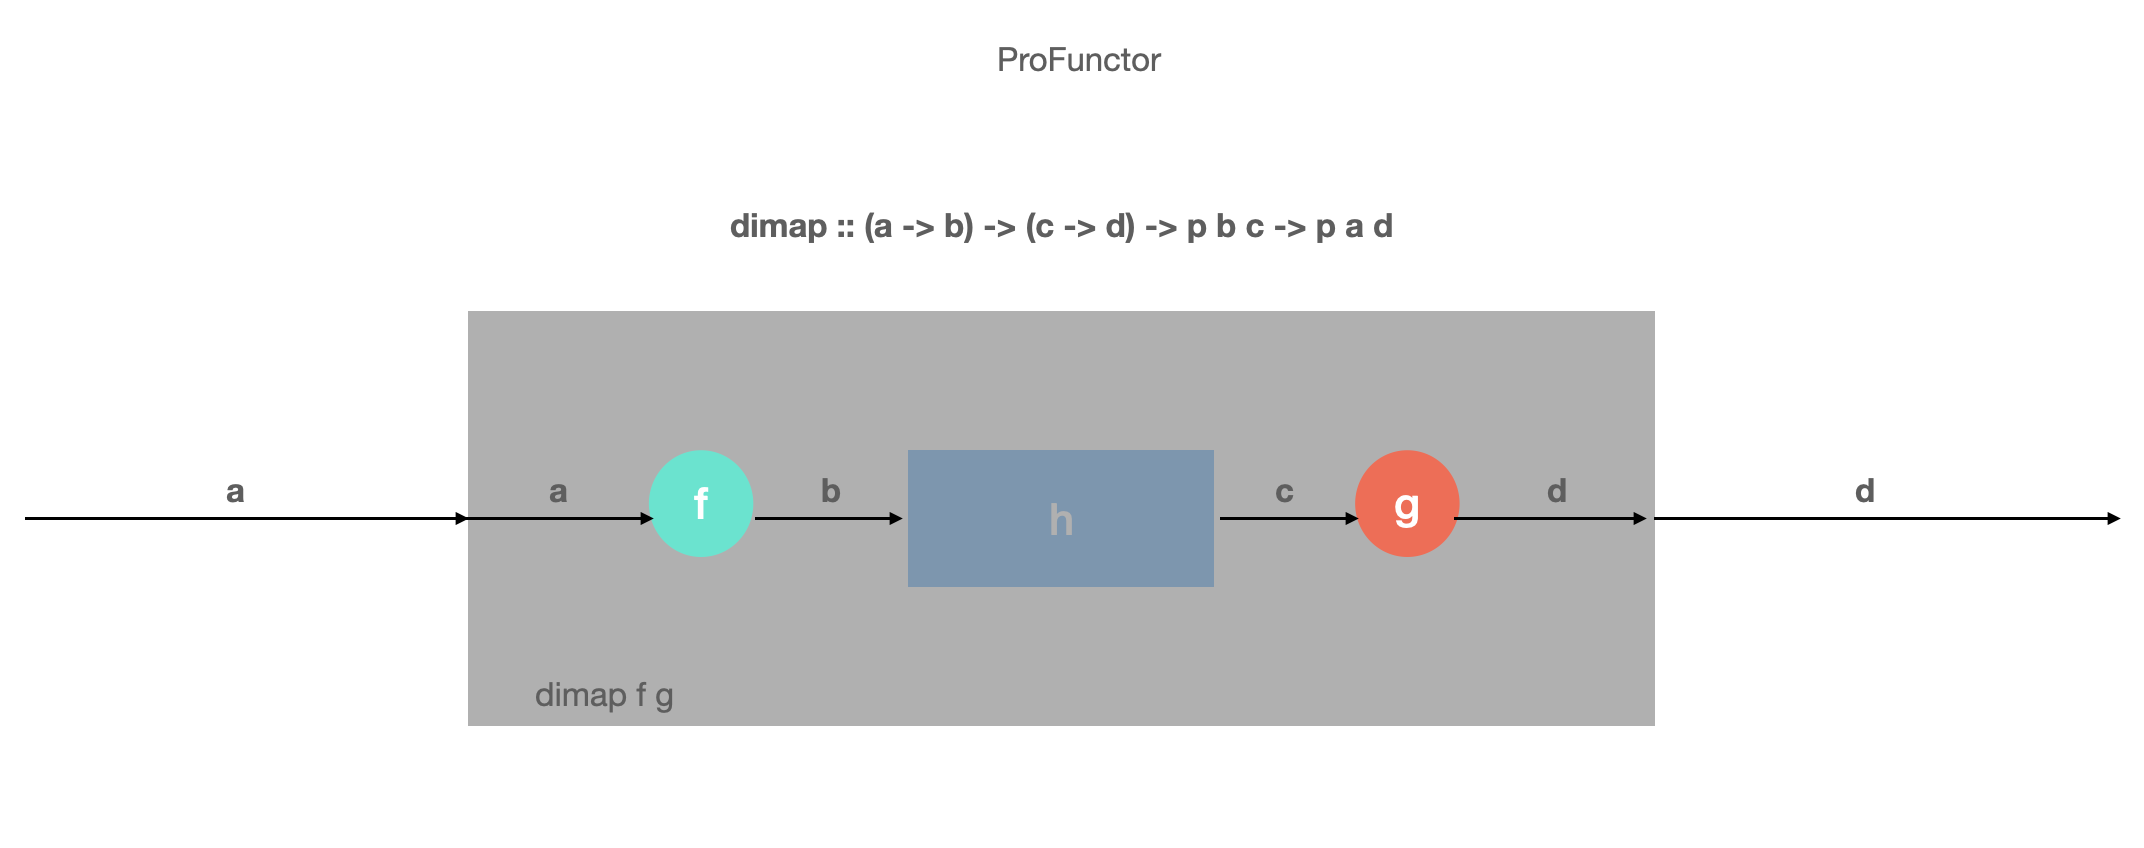 ProFunctor
dimap :: (a -> b) -> (c -> d) -> p b c -> p a d
a a f b h c g d d
dimap f g